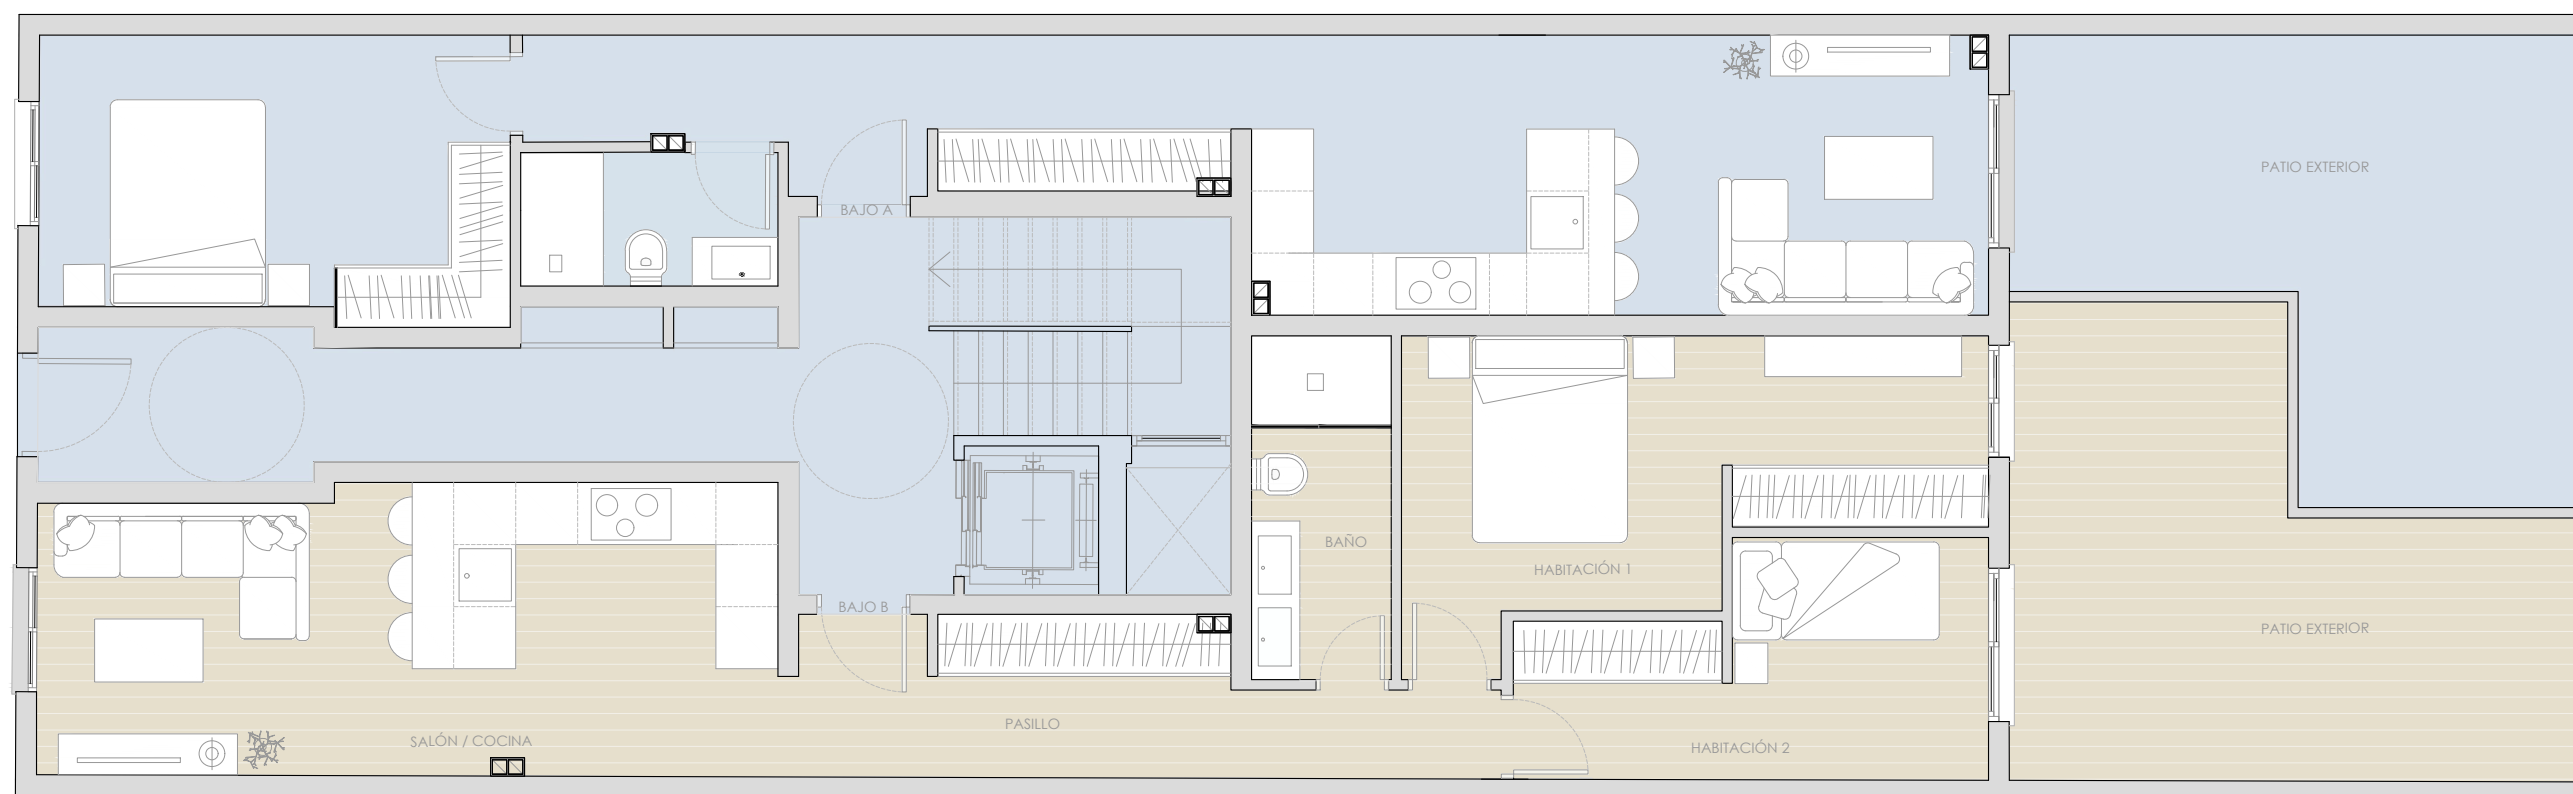 PATIO EXTERIOR
BAJO A
BAÑO
HABITACIÓN 1
BAJO B
PATIO EXTERIOR
PASILLO
SALÓN / COCINA
HABITACIÓN 2